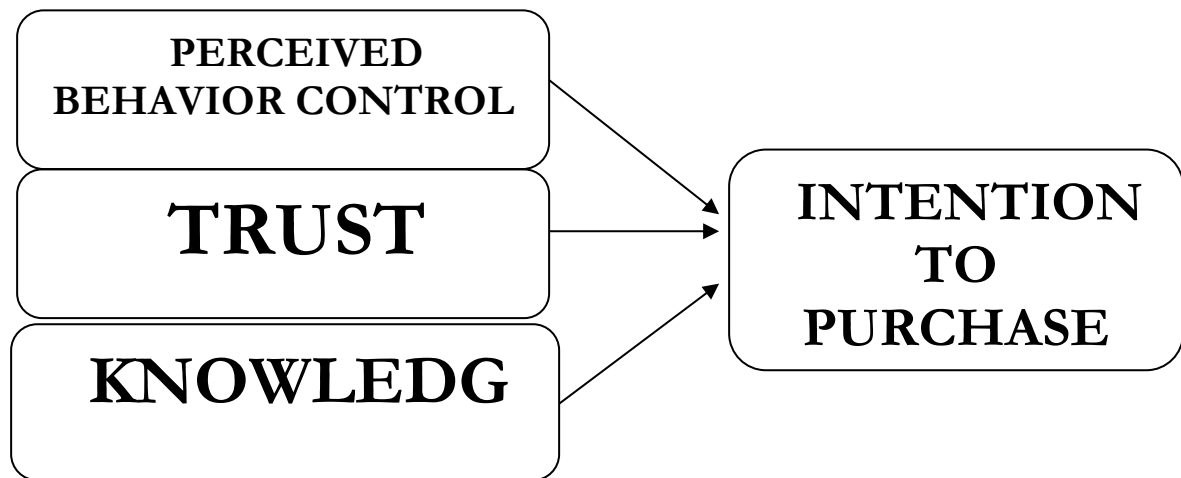 PERCEIVED
BEHAVIOR CONTROL
TRUST
KNOWLEDG
INTENTION
TO
PURCHASE